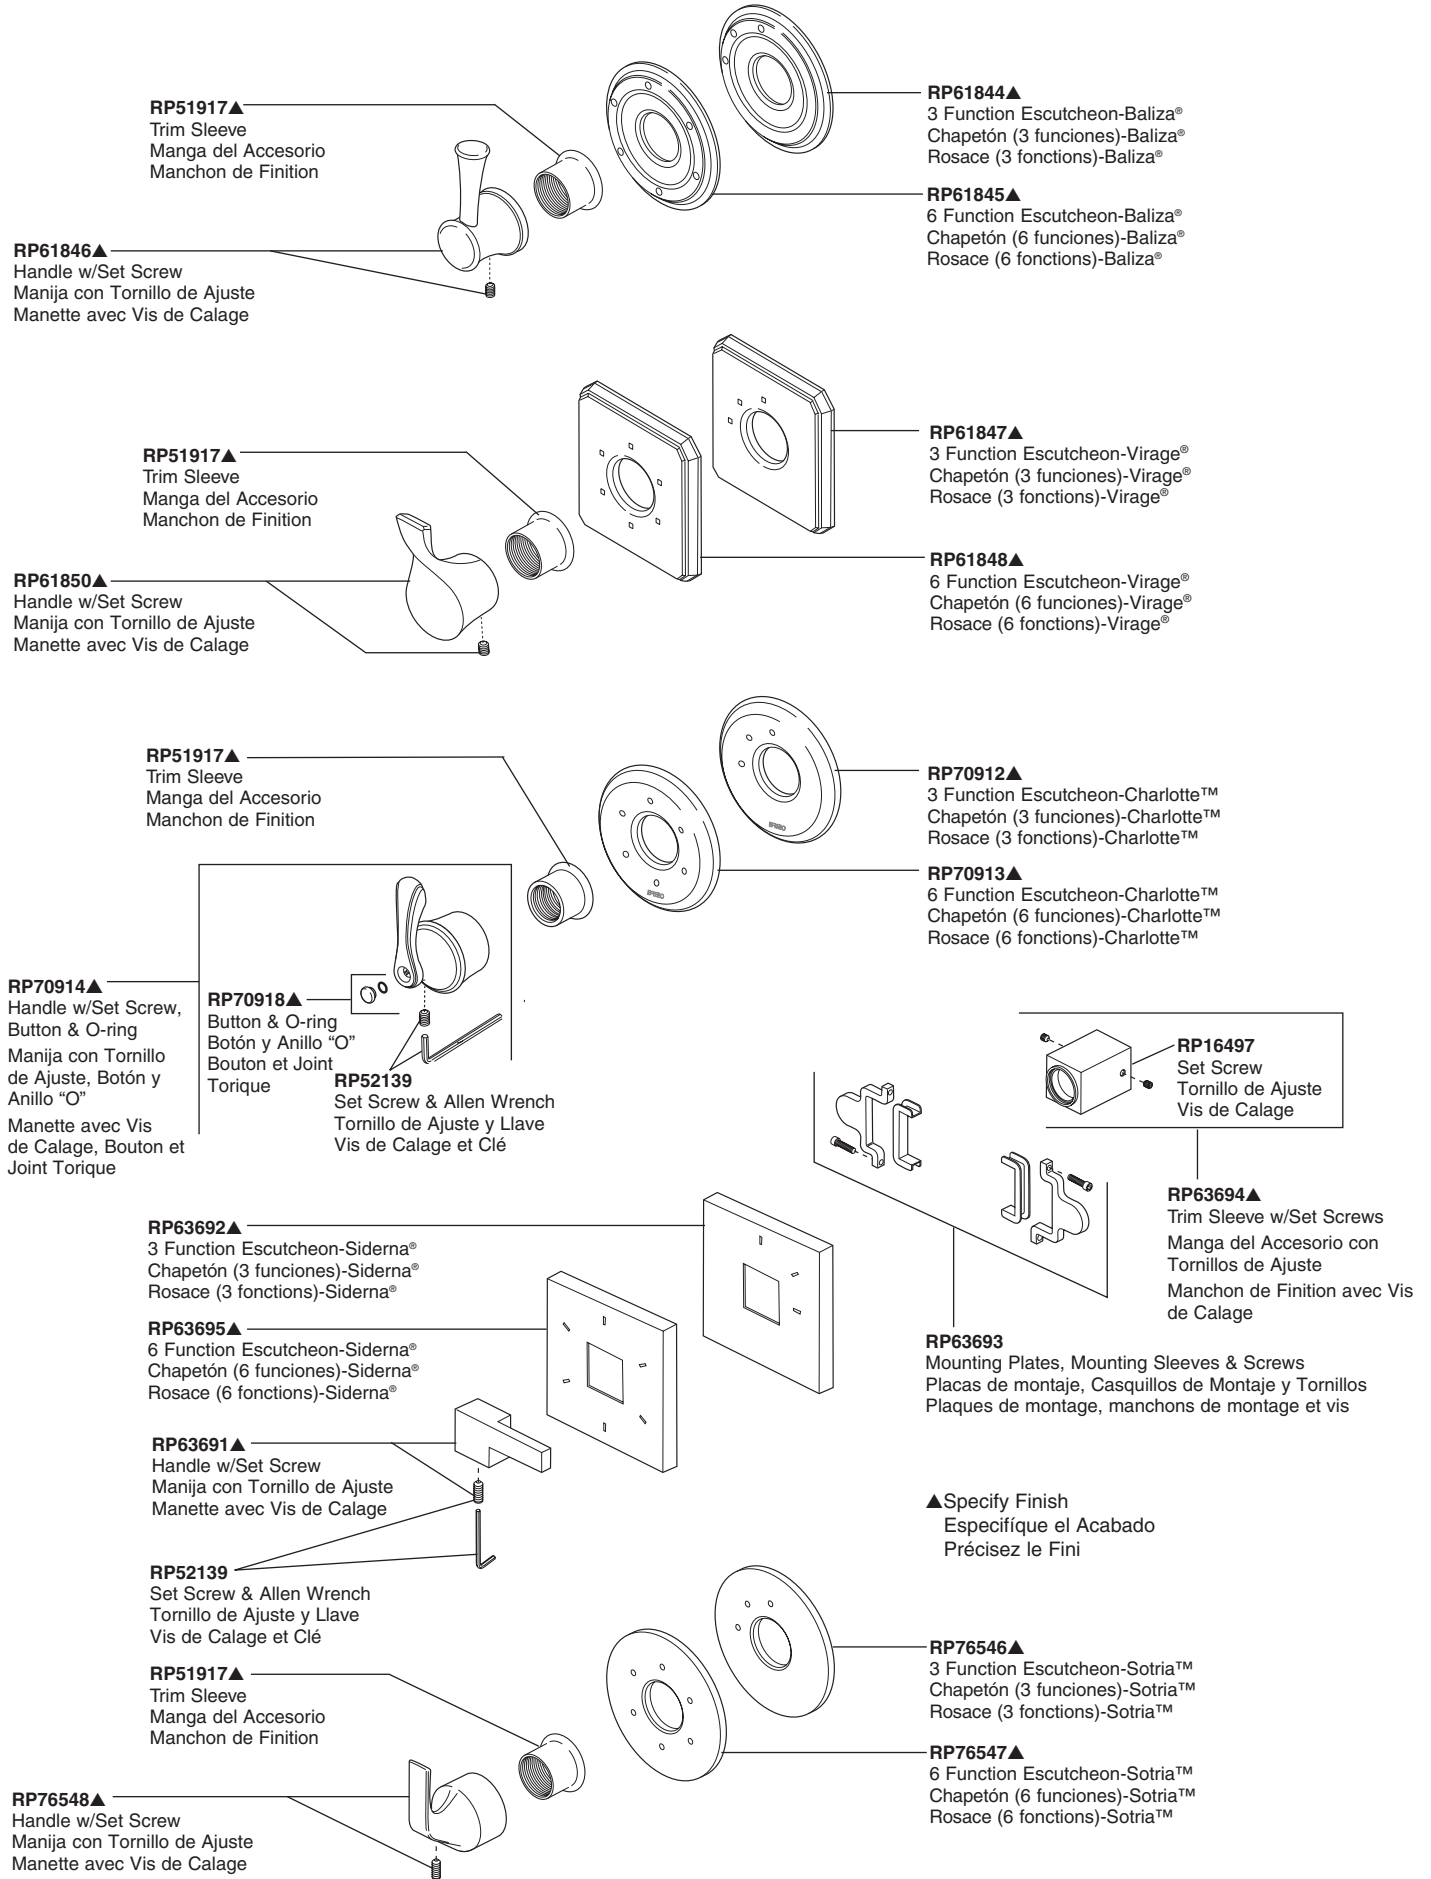 RP51917▲
Trim Sleeve
Manga del Accesorio
Manchon de Finition
RP61844▲
3 Function Escutcheon-Baliza®
Chapetón (3 funciones)-Baliza®
Rosace (3 fonctions)-Baliza®
RP61845▲
6 Function Escutcheon-Baliza®
Chapetón (6 funciones)-Baliza®
Rosace (6 fonctions)-Baliza®
RP61846▲
Handle w/Set Screw
Manija con Tornillo de Ajuste
Manette avec Vis de Calage
RP51917▲
Trim Sleeve
Manga del Accesorio
Manchon de Finition
RP61847▲
3 Function Escutcheon-Virage®
Chapetón (3 funciones)-Virage®
Rosace (3 fonctions)-Virage®
RP61848▲
6 Function Escutcheon-Virage®
Chapetón (6 funciones)-Virage®
Rosace (6 fonctions)-Virage®
RP61850▲
Handle w/Set Screw
Manija con Tornillo de Ajuste
Manette avec Vis de Calage
RP51917▲
Trim Sleeve
Manga del Accesorio
Manchon de Finition
RP70912▲
3 Function Escutcheon-Charlotte™
Chapetón (3 funciones)-Charlotte™
Rosace (3 fonctions)-Charlotte™
RP70913▲
6 Function Escutcheon-Charlotte™
Chapetón (6 funciones)-Charlotte™
Rosace (6 fonctions)-Charlotte™
RP70914▲
Handle w/Set Screw,
Button & O-ring
Manija con Tornillo
de Ajuste, Botón y
Anillo “O”
Manette avec Vis
de Calage, Bouton et
Joint Torique
RP70918▲
Button & O-ring
Botón y Anillo “O”
Bouton et Joint
Torique
RP52139
Set Screw & Allen Wrench
Tornillo de Ajuste y Llave
Vis de Calage et Clé
RP16497
Set Screw
Tornillo de Ajuste
Vis de Calage
RP63694▲
Trim Sleeve w/Set Screws
Manga del Accesorio con
Tornillos de Ajuste
Manchon de Finition avec Vis
de Calage
RP63692▲
3 Function Escutcheon-Siderna®
Chapetón (3 funciones)-Siderna®
Rosace (3 fonctions)-Siderna®
RP63695▲
6 Function Escutcheon-Siderna®
Chapetón (6 funciones)-Siderna®
Rosace (6 fonctions)-Siderna®
RP63693
Mounting Plates, Mounting Sleeves & Screws
Placas de montaje, Casquillos de Montaje y Tornillos
Plaques de montage, manchons de montage et vis
RP63691▲
Handle w/Set Screw
Manija con Tornillo de Ajuste
Manette avec Vis de Calage
▲Specify Finish
Especifíque el Acabado
Précisez le Fini
RP52139
Set Screw & Allen Wrench
Tornillo de Ajuste y Llave
Vis de Calage et Clé
RP51917▲
Trim Sleeve
Manga del Accesorio
Manchon de Finition
RP76546▲
3 Function Escutcheon-Sotria™
Chapetón (3 funciones)-Sotria™
Rosace (3 fonctions)-Sotria™
RP76547▲
6 Function Escutcheon-Sotria™
Chapetón (6 funciones)-Sotria™
Rosace (6 fonctions)-Sotria™
RP76548▲
Handle w/Set Screw
Manija con Tornillo de Ajuste
Manette avec Vis de Calage